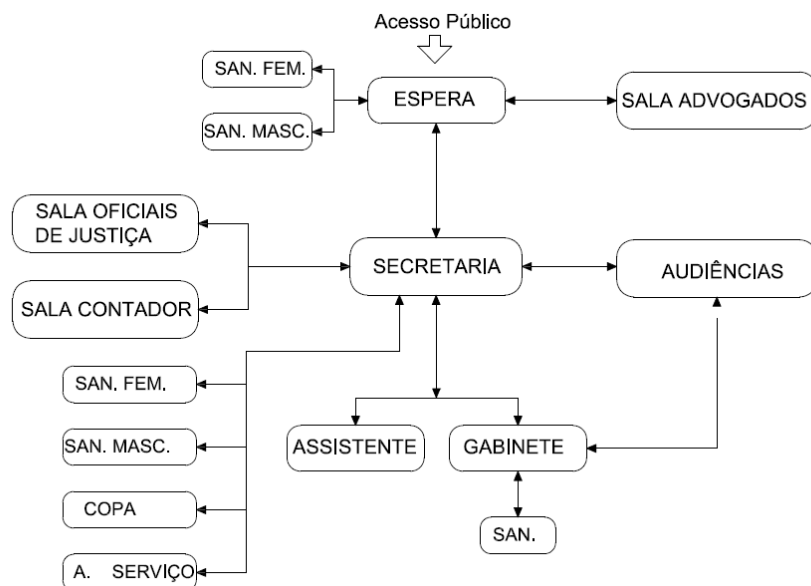 Acesso Público
SAN. FEM.
ESPERA
SALA ADVOGADOS
SAN. MASC.
SALA OFICIAIS
DE JUSTIÇA
SECRETARIA
AUDIÊNCIAS
SALA CONTADOR
SAN. FEM.
SAN. MASC.
ASSISTENTE
GABINETE
COPA
SAN.
A. SERVIÇO